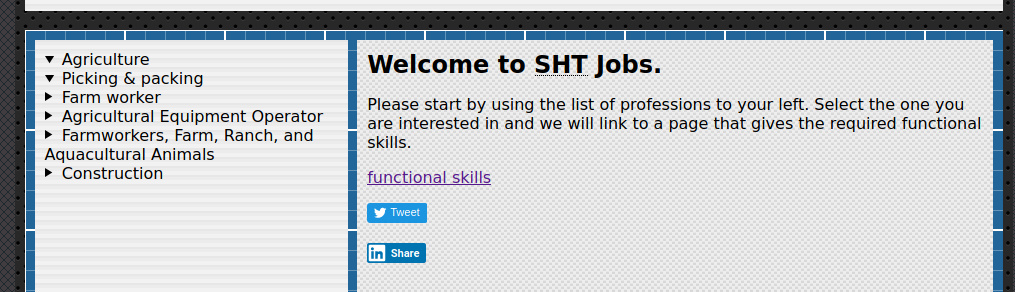 Agriculture
Picking & packing
Farm worker
Agricultural Equipment Operator
Farmworkers, Farm, Ranch, and
Aquacultural Animals
Construction
Welcome to SHT Jobs.
Please start by using the list of professions to your left. Select the one you
are interested in and we will link to a page that gives the required functional
skills.
functional skills
Tweet
in Share